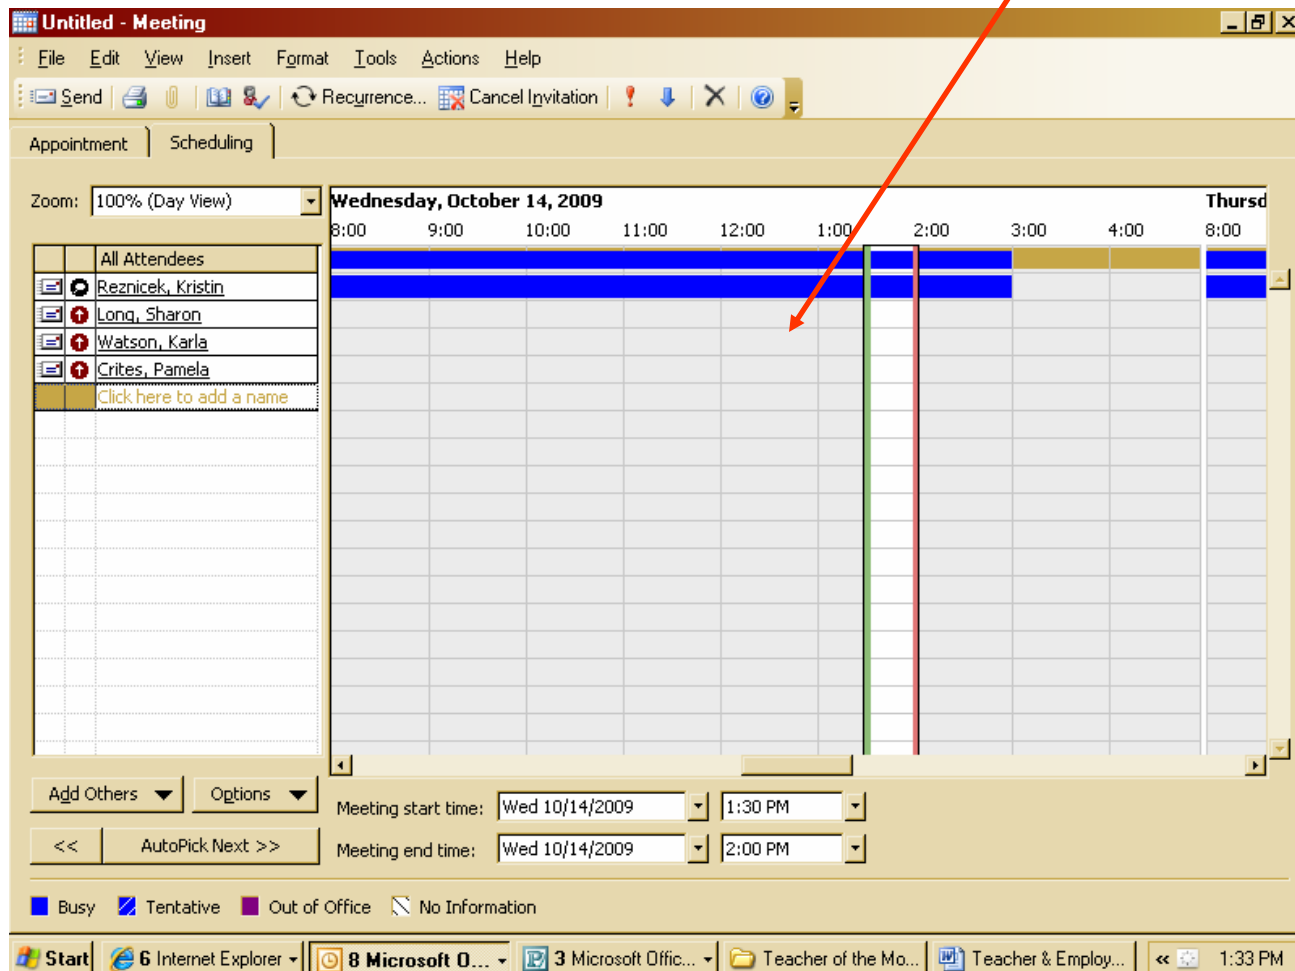 Untitled - Meeting
File Edit View Insert Format Tools Actions Help
Send Recurrence... Cancel Invitation
Appointment Scheduling
Zoom: 100% (Day View)
Wednesday, October 14, 2009 Thursd
8:00 9:00 10:00 11:00 12:00 1:00 2:00 3:00 4:00 8:00
All Attendees
Reznicek, Kristin
Long, Sharon
Watson, Karla
Crites, Pamela
Click here to add a name
Add Others Options
Meeting start time: Wed 10/14/2009 1:30 PM
<< AutoPick Next >>
Meeting end time: Wed 10/14/2009 2:00 PM
Busy Tentative Out of Office No Information
Start 6 Internet Explorer 8 Microsoft O... 3 Microsoft Offic... Teacher of the Mo... Teacher & Employ... « 1:33 PM